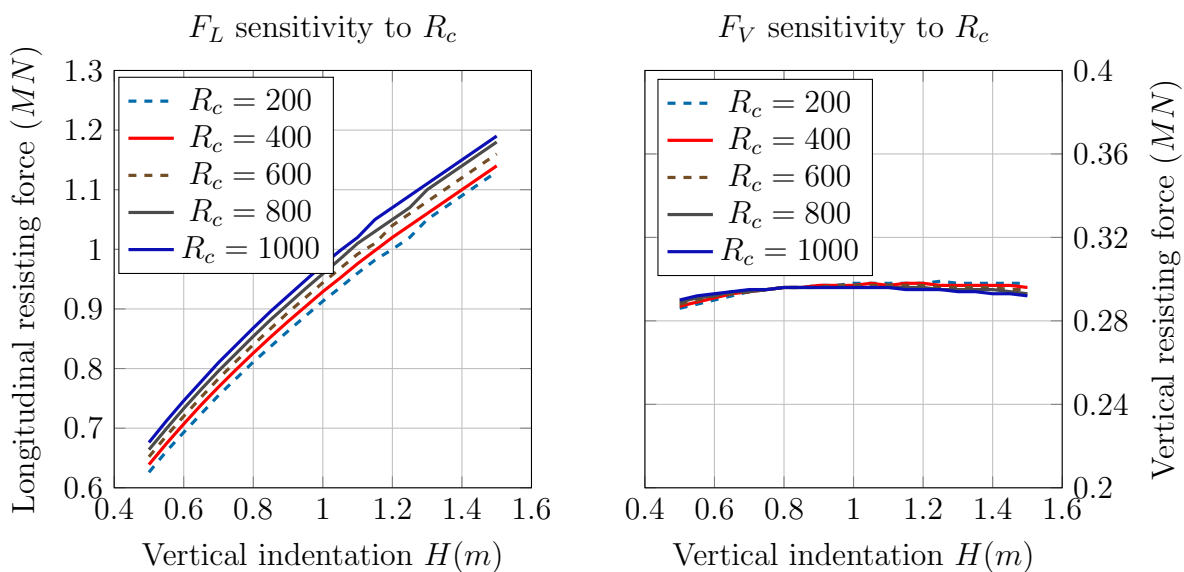 F_L sensitivity to R_c
Longitudinal resisting force (MN)
1.3
1.2
1.1
1
0.9
0.8
0.7
0.6
R_c = 200
R_c = 400
R_c = 600
R_c = 800
R_c = 1000
0.4 0.6 0.8 1 1.2 1.4 1.6
Vertical indentation H(m)
F_V sensitivity to R_c
R_c = 200
R_c = 400
R_c = 600
R_c = 800
R_c = 1000
0.4
0.36
0.32
0.28
0.24
0.2
Vertical resisting force (MN)
0.4 0.6 0.8 1 1.2 1.4 1.6
Vertical indentation H(m)